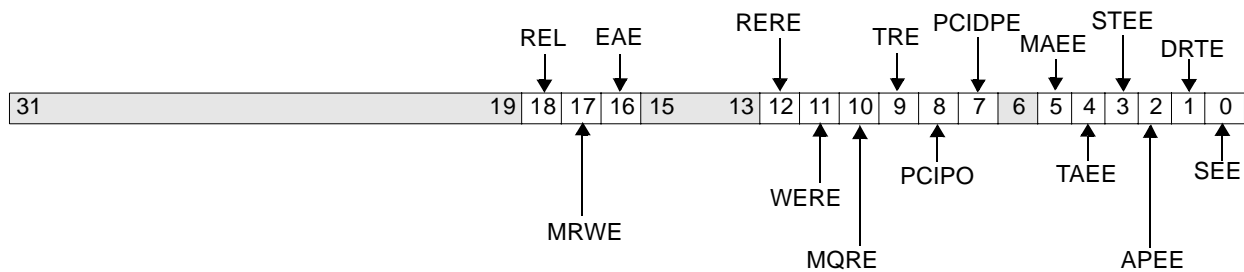 RERE PCIDPE STEE
REL EAE TRE MAEE DRTE
31 19 18 17 16 15 13 12 11 10 9 8 7 6 5 4 3 2 1 0
WERE PCIPO TAEE SEE
MRWE MQRE APEE